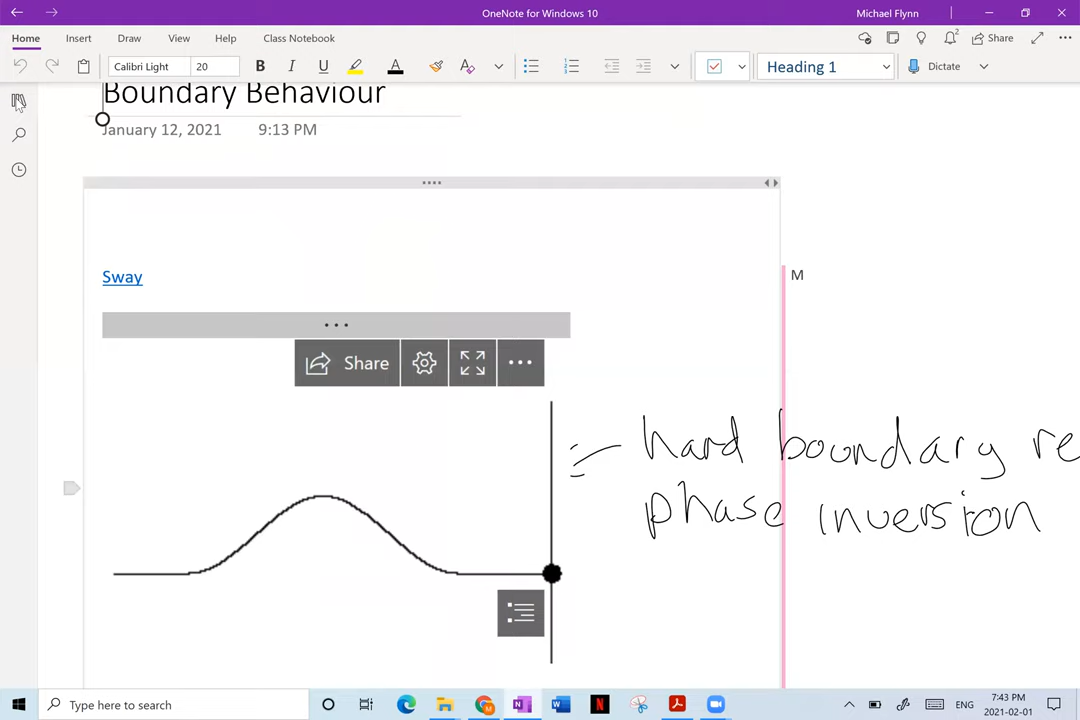 OneNote for Windows 10
Michael Flynn
Home Insert Draw View Help Class Notebook
Share
Calibri Light 20 B I U A A Heading 1 Dictate
Boundary Behaviour
January 12, 2021 9:13 PM
Sway
M
Share
hard boundary re
phase inversion
Type here to search
ENG
7:43 PM
2021-02-01